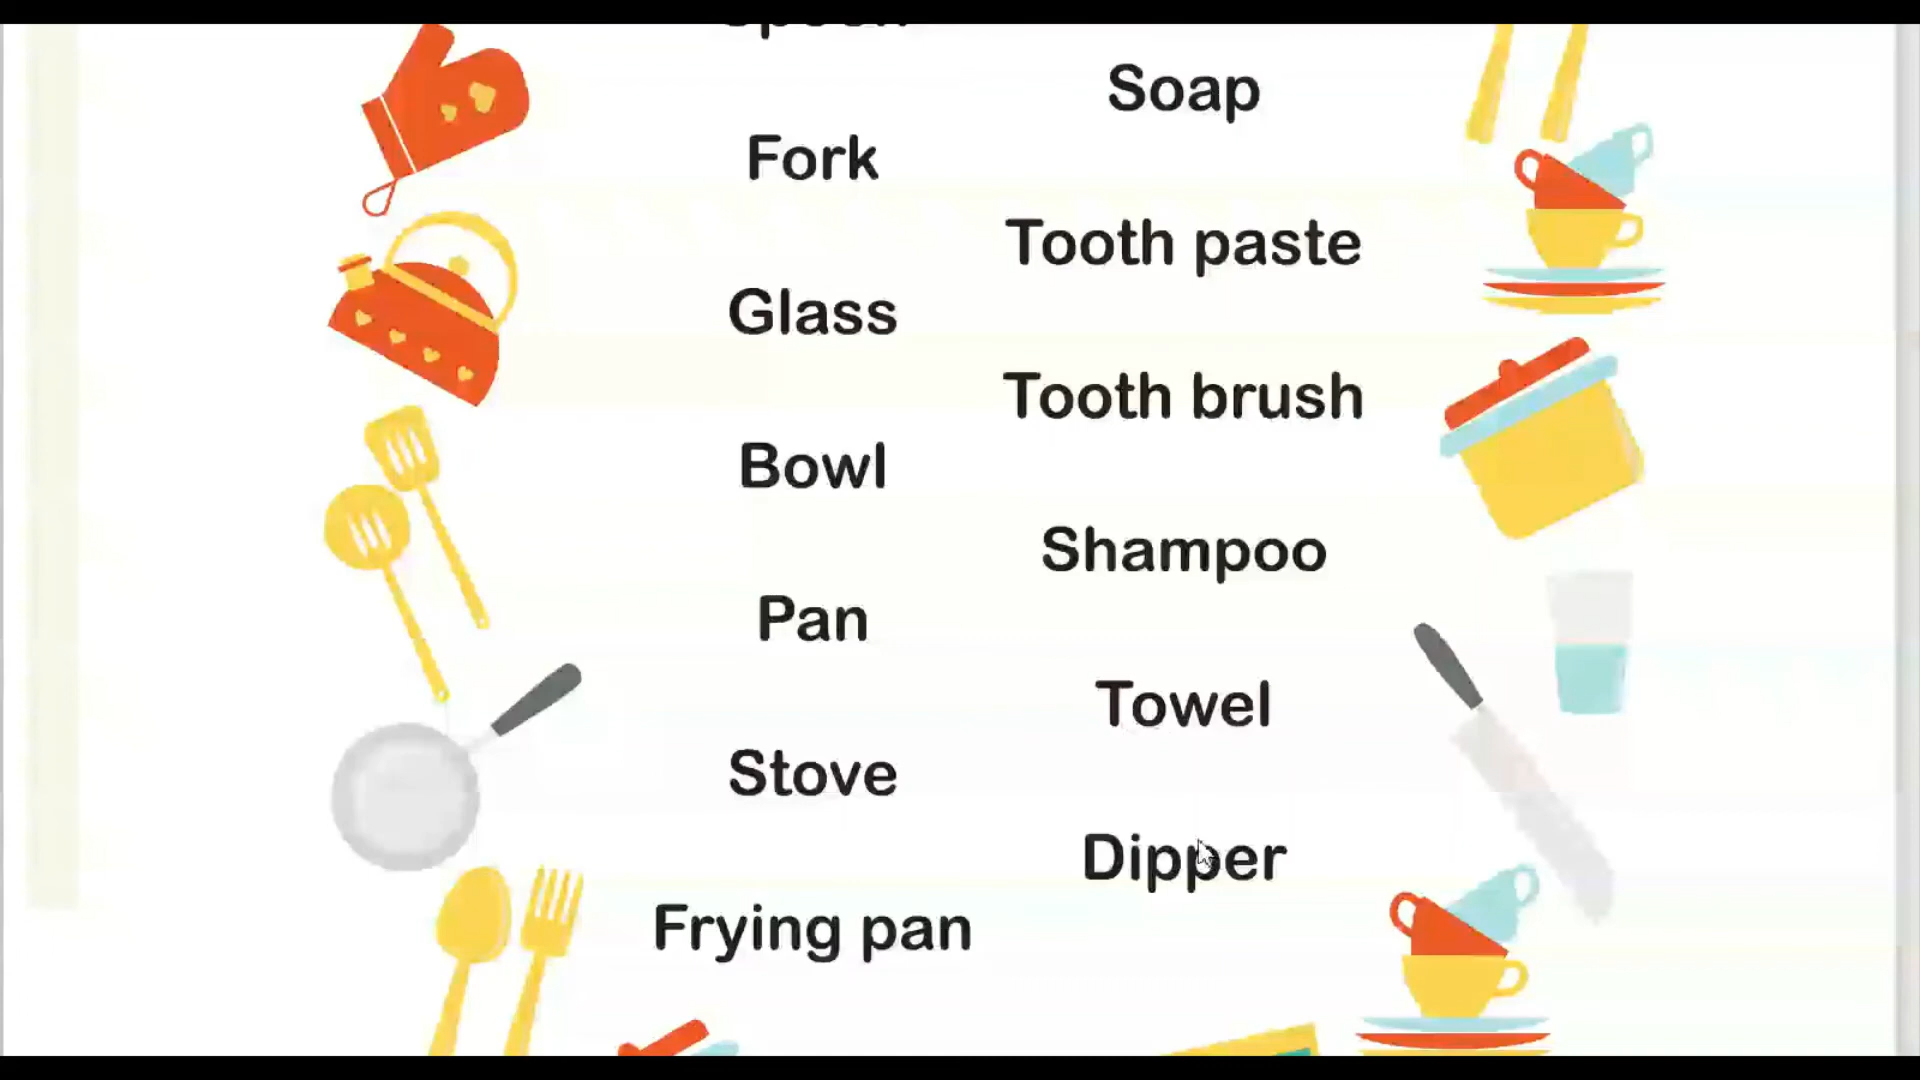 Soap
Fork
Tooth paste
Glass
Tooth brush
Bowl
Shampoo
Pan
Towel
Stove
Dipper
Frying pan